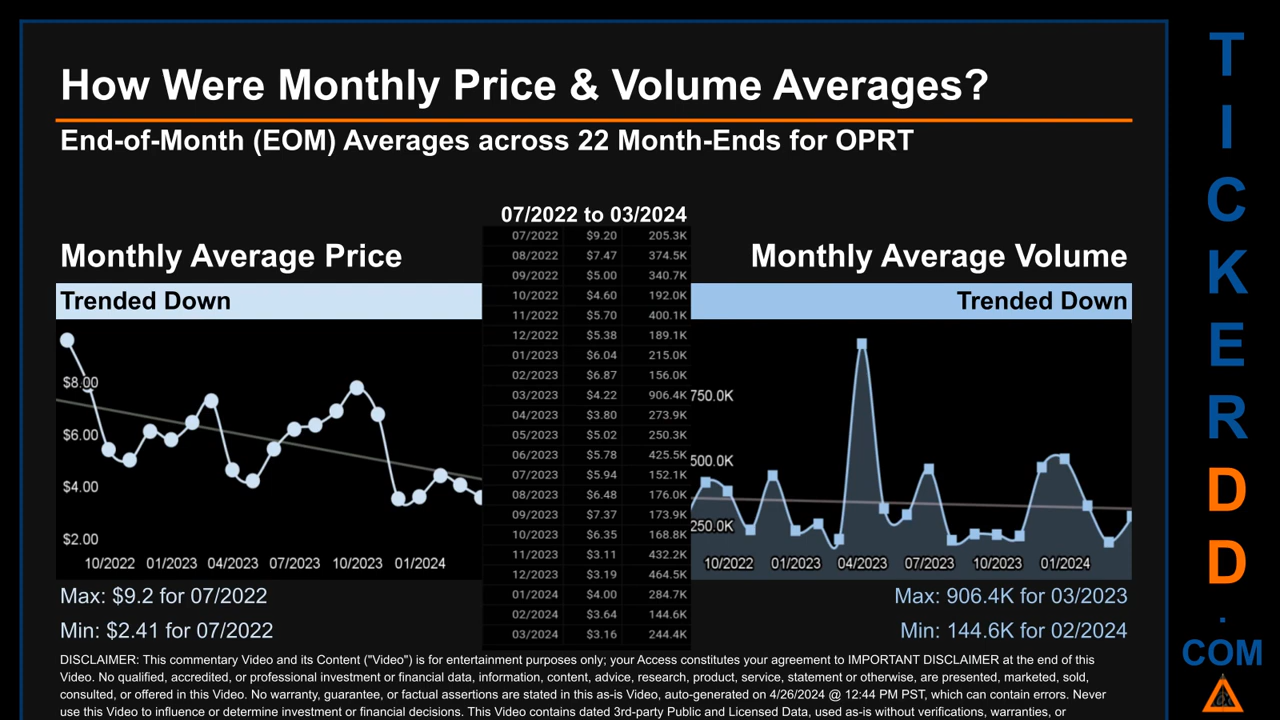 How Were Monthly Price & Volume Averages?
End-of-Month (EOM) Averages across 22 Month-Ends for OPRT
07/2022 to 03/2024
Monthly Average Price
Monthly Average Volume
Trended Down
Trended Down
07/2022 $9.20 205.3K
08/2022 $7.47 374.5K
09/2022 $5.00 340.7K
10/2022 $4.60 192.0K
11/2022 $5.70 400.1K
12/2022 $5.38 189.1K
01/2023 $6.04 215.0K
02/2023 $6.87 156.0K
03/2023 $4.22 906.4K
04/2023 $3.80 273.9K
05/2023 $5.02 250.3K
06/2023 $5.78 425.5K
07/2023 $5.94 152.1K
08/2023 $6.48 176.0K
09/2023 $7.37 173.9K
10/2023 $6.35 168.8K
11/2023 $3.11 432.2K
12/2023 $3.19 464.5K
01/2024 $4.00 284.7K
02/2024 $3.64 144.6K
03/2024 $3.16 244.4K
$8.00
$6.00
$4.00
$2.00
10/2022 01/2023 04/2023 07/2023 10/2023 01/2024
750.0K
500.0K
250.0K
10/2022 01/2023 04/2023 07/2023 10/2023 01/2024
Max: $9.2 for 07/2022
Min: $2.41 for 07/2022
Max: 906.4K for 03/2023
Min: 144.6K for 02/2024
DISCLAIMER: This commentary Video and its Content ("Video") is for entertainment purposes only; your Access constitutes your agreement to IMPORTANT DISCLAIMER at the end of this
Video. No qualified, accredited, or professional investment or financial data, information, content, advice, research, product, service, statement or otherwise, are presented, marketed, sold,
consulted, or offered in this Video. No warranty, guarantee, or factual assertions are stated in this as-is Video, auto-generated on 4/26/2024 @ 12:44 PM PST, which can contain errors. Never
use this Video to influence or determine investment or financial decisions. This Video contains dated 3rd-party Public and Licensed Data, used as-is without verifications, warranties, or
T
I
C
K
E
R
D
D
.
COM